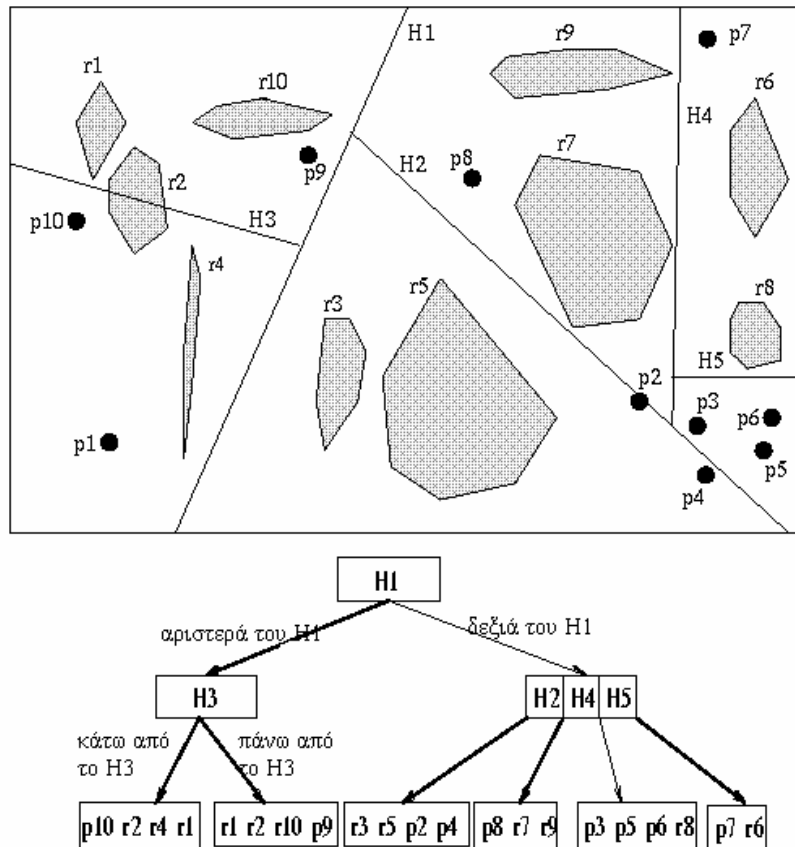 r9
H1
p7
r1
r10
r6
H4
r7
r2
p9
H2
p8
p10
H3
r4
r5
r8
r3
H5
p2
p3
p6
p1
p5
p4
H1
αριστερά του H1
δεξιά του H1
H3
H2 H4 H5
κάτω από
το H3
πάνω από
το H3
p10 r2 r4 r1
r1 r2 r10 p9
r3 r5 p2 p4
p8 r7 r9
p3 p5 p6 r8
p7 r6